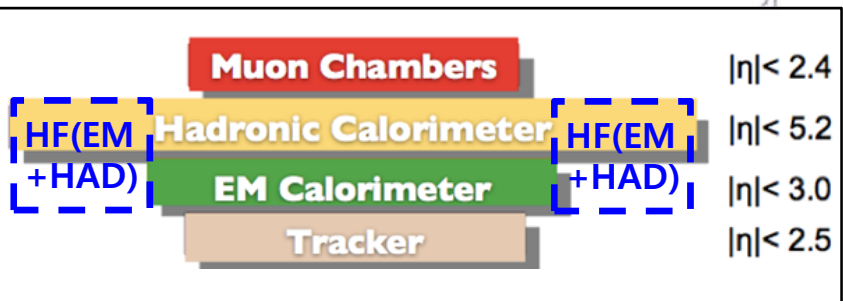 Muon Chambers |η|< 2.4
HF(EM Hadronic Calorimeter HF(EM |η|< 5.2
+HAD) EM Calorimeter +HAD) |η|< 3.0
Tracker |η|< 2.5